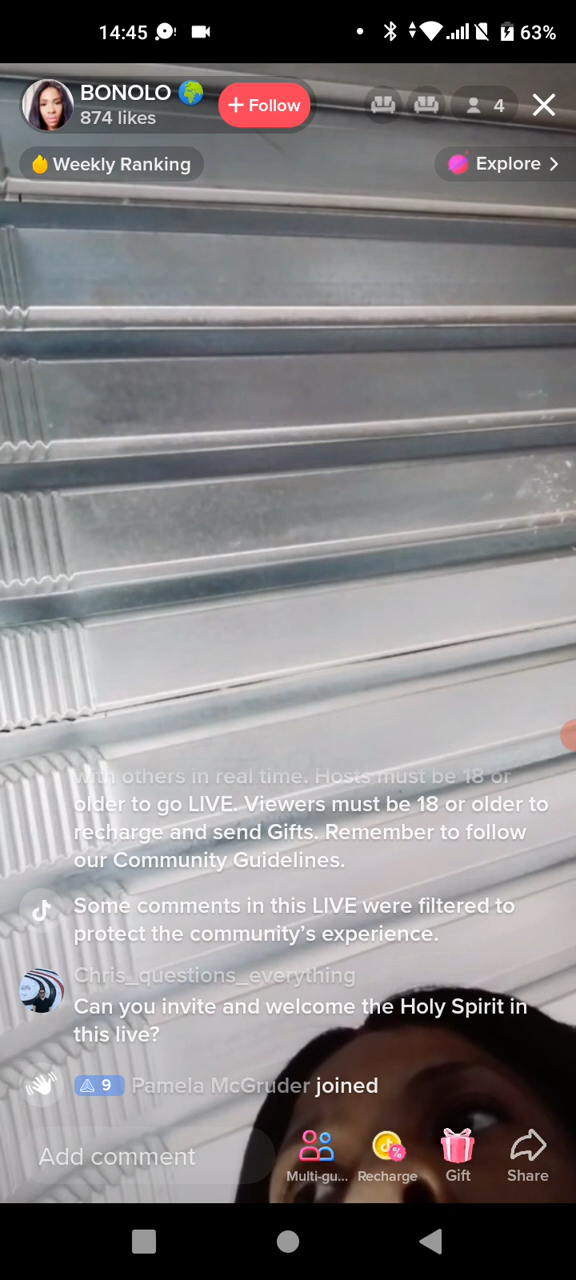 14:45
63%
BONOLO 🌍
874 likes
+ Follow
4
Weekly Ranking
Explore >
with others in real time. Hosts must be 18 or
older to go LIVE. Viewers must be 18 or older to
recharge and send Gifts. Remember to follow
our Community Guidelines.
Some comments in this LIVE were filtered to
protect the community’s experience.
Chris_questions_everything
Can you invite and welcome the Holy Spirit in
this live?
9 Pamela McGruder joined
Add comment
Multi-gu...
Recharge
Gift
Share